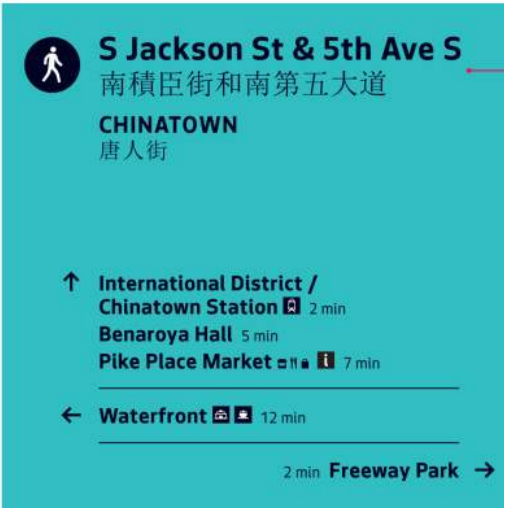 S Jackson St & 5th Ave S
南積臣街和南第五大道
CHINATOWN
唐人街
↑ International District /
Chinatown Station 2 min
Benaroya Hall 5 min
Pike Place Market i 7 min
← Waterfront 12 min
2 min Freeway Park →